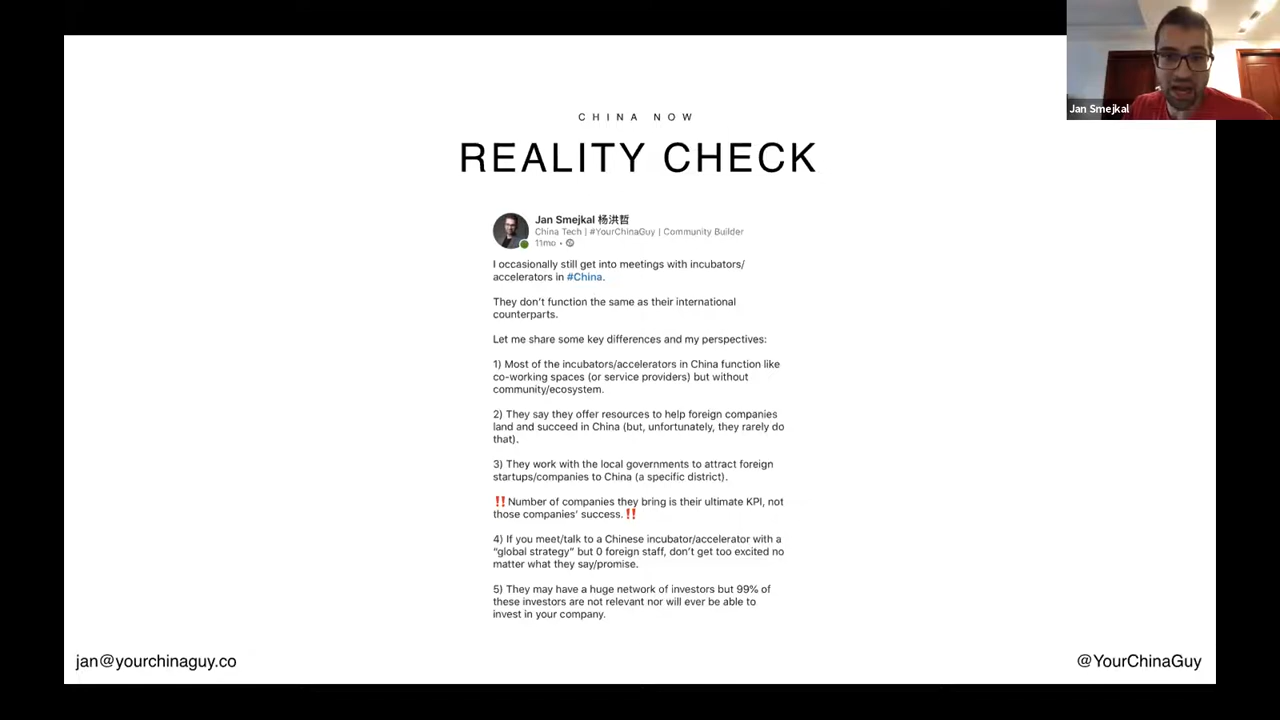 Jan Smejkal
CHINA NOW
REALITY CHECK
Jan Smejkal 杨洪哲
China Tech | #YourChinaGuy | Community Builder
11mo •
I occasionally still get into meetings with incubators/
accelerators in #China.
They don't function the same as their international
counterparts.
Let me share some key differences and my perspectives:
1) Most of the incubators/accelerators in China function like
co-working spaces (or service providers) but without
community/ecosystem.
2) They say they offer resources to help foreign companies
land and succeed in China (but, unfortunately, they rarely do
that).
3) They work with the local governments to attract foreign
startups/companies to China (a specific district).
‼️Number of companies they bring is their ultimate KPI, not
those companies' success.‼️
4) If you meet/talk to a Chinese incubator/accelerator with a
“global strategy” but 0 foreign staff, don't get too excited no
matter what they say/promise.
5) They may have a huge network of investors but 99% of
these investors are not relevant nor will ever be able to
invest in your company.
jan@yourchinaguy.co
@YourChinaGuy